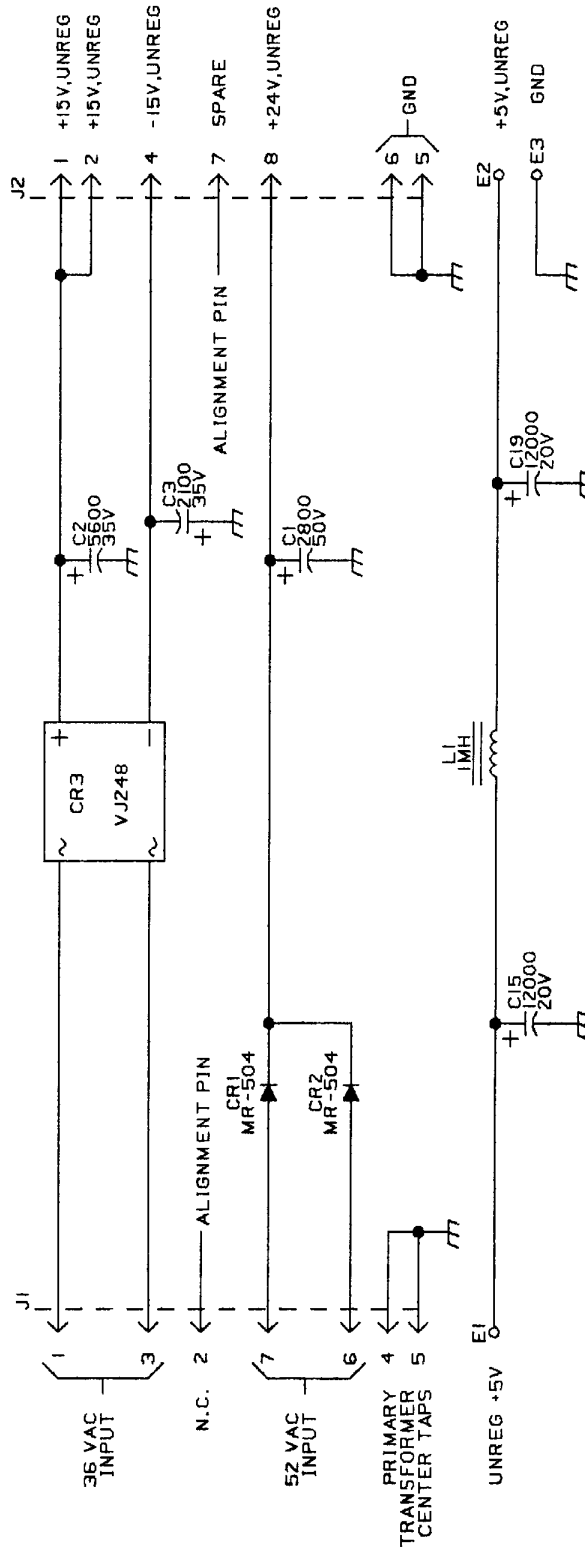 J1
J2
1
3
36 VAC
INPUT
N.C. 2
ALIGNMENT PIN
7
6
52 VAC
INPUT
4
5
PRIMARY
TRANSFORMER
CENTER TAPS
UNREG +5V
E1
~
~
+
-
CR3
VJ248
CR1
MR-504
CR2
MR-504
+
C15
12000
20V
L1
1MH
+
C2
5600
35V
C3
2100
35V
+
+
C1
2800
50V
+
C19
12000
20V
1 +15V,UNREG
2 +15V,UNREG
4 -15V,UNREG
ALIGNMENT PIN
7 SPARE
8 +24V,UNREG
6
5
GND
E2 +5V,UNREG
E3 GND